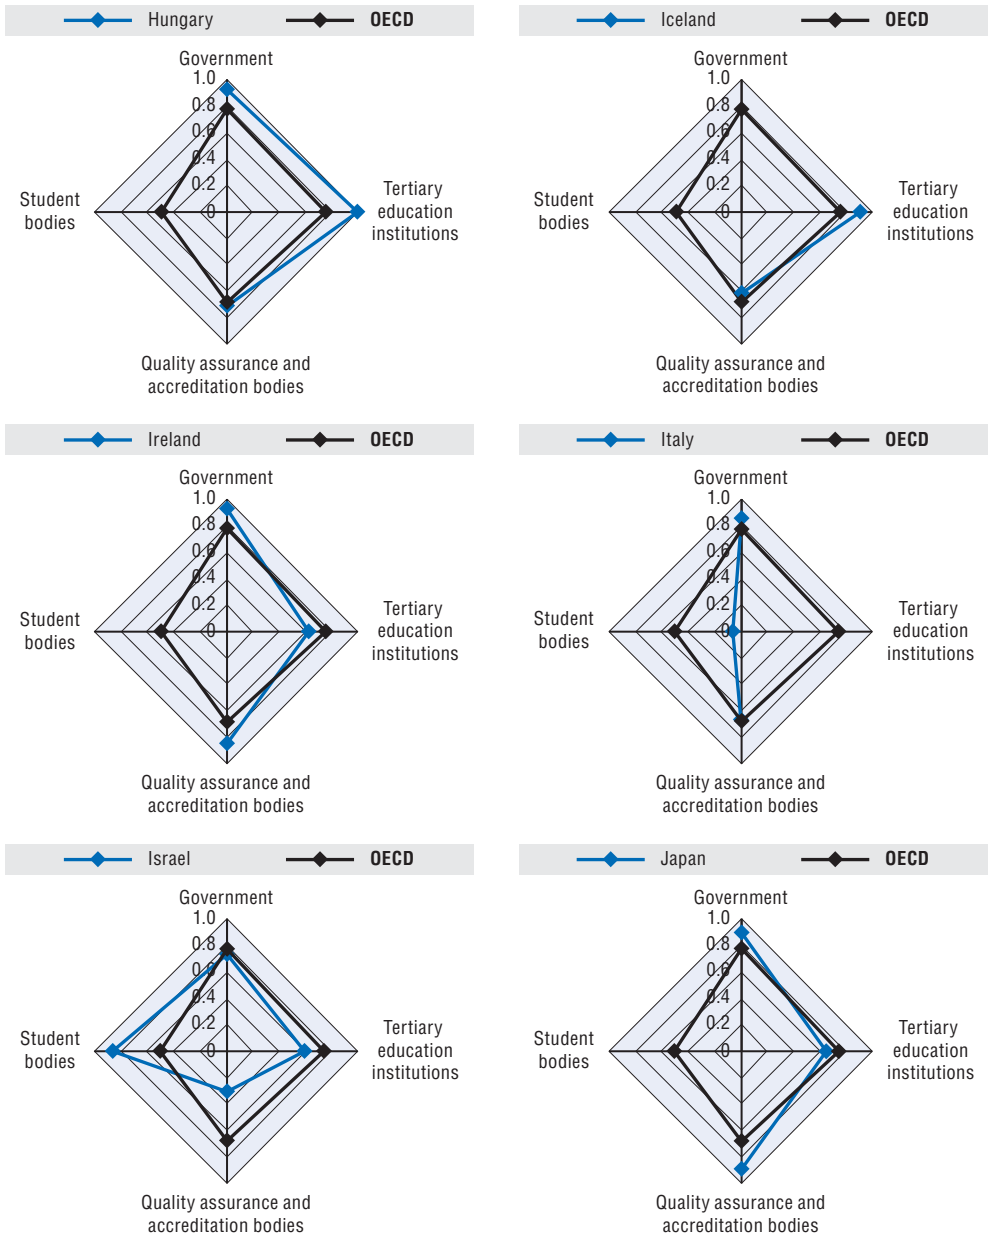 Hungary OECD
Government
1.0
0.8
0.6
0.4
0.2
0
Student
bodies
Tertiary
education
institutions
Quality assurance and
accreditation bodies
Iceland OECD
Government
1.0
0.8
0.6
0.4
0.2
0
Student
bodies
Tertiary
education
institutions
Quality assurance and
accreditation bodies
Ireland OECD
Government
1.0
0.8
0.6
0.4
0.2
0
Student
bodies
Tertiary
education
institutions
Quality assurance and
accreditation bodies
Italy OECD
Government
1.0
0.8
0.6
0.4
0.2
0
Student
bodies
Tertiary
education
institutions
Quality assurance and
accreditation bodies
Israel OECD
Government
1.0
0.8
0.6
0.4
0.2
0
Student
bodies
Tertiary
education
institutions
Quality assurance and
accreditation bodies
Japan OECD
Government
1.0
0.8
0.6
0.4
0.2
0
Student
bodies
Tertiary
education
institutions
Quality assurance and
accreditation bodies